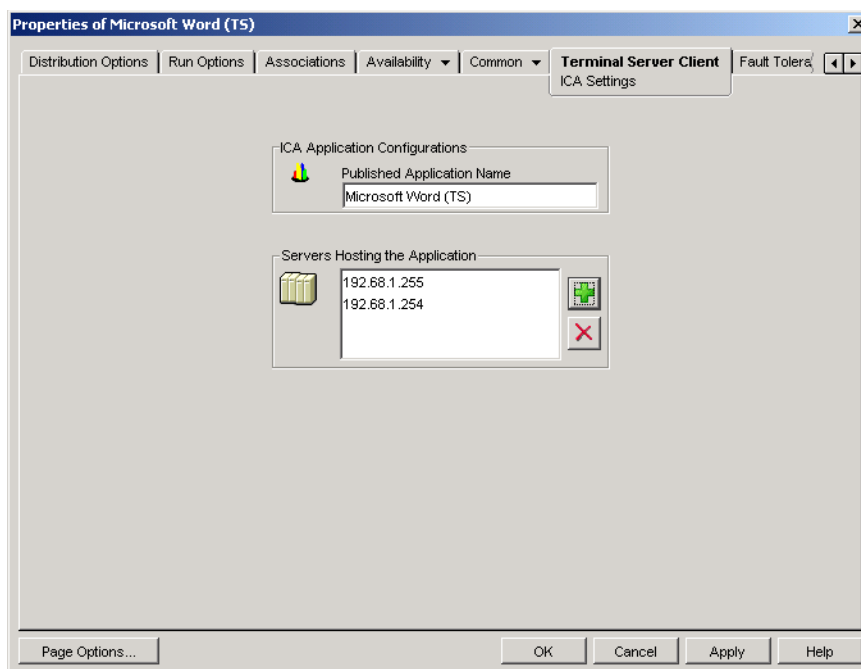 Properties of Microsoft Word (TS)
Distribution Options Run Options Associations Availability Common Terminal Server Client Fault Tolera
ICA Settings
ICA Application Configurations
Published Application Name
Microsoft Word (TS)
Servers Hosting the Application
192.68.1.255
192.68.1.254
Page Options... OK Cancel Apply Help